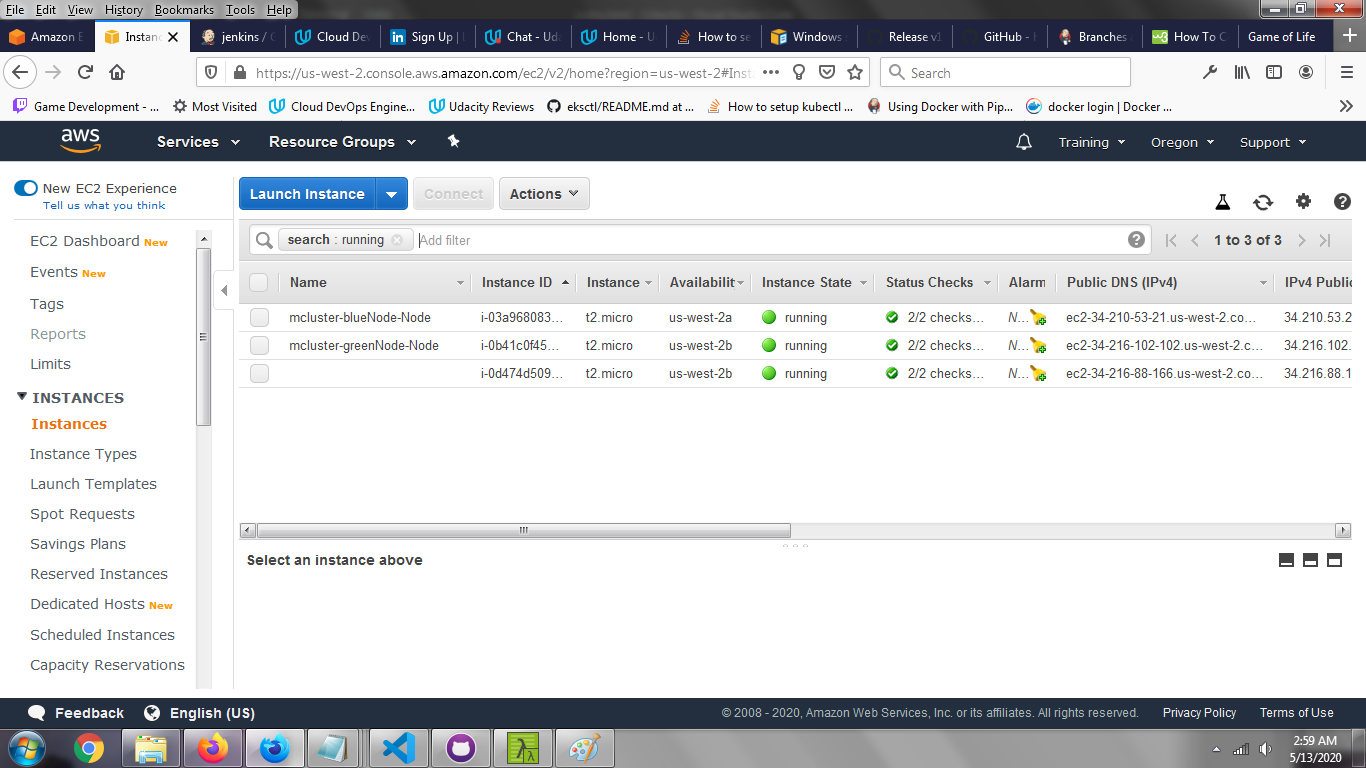 File Edit View History Bookmarks Tools Help
Amazon E Instanc jenkins / C Cloud Dev Sign Up | L Chat - Uda Home - U How to se Windows Release v1 GitHub - Branches How To C Game of Life
https://us-west-2.console.aws.amazon.com/ec2/v2/home?region=us-west-2#Inst Search
Game Development - ... Most Visited Cloud DevOps Engine... Udacity Reviews eksctl/README.md at ... How to setup kubectl ... Using Docker with Pip... docker login | Docker ...
aws Services Resource Groups Training Oregon Support
New EC2 Experience
Tell us what you think
Launch Instance Connect Actions
EC2 Dashboard New
Events New
Tags
Reports
Limits
INSTANCES
Instances
Instance Types
Launch Templates
Spot Requests
Savings Plans
Reserved Instances
Dedicated Hosts New
Scheduled Instances
Capacity Reservations
search : running Add filter 1 to 3 of 3
Name Instance ID Instance Availabilit Instance State Status Checks Alarm Public DNS (IPv4) IPv4 Public
mcluster-blueNode-Node i-03a968083... t2.micro us-west-2a running 2/2 checks... N... ec2-34-210-53-21.us-west-2.co... 34.210.53.2
mcluster-greenNode-Node i-0b41c0f45... t2.micro us-west-2b running 2/2 checks... N... ec2-34-216-102-102.us-west-2.c... 34.216.102.
i-0d474d509... t2.micro us-west-2b running 2/2 checks... N... ec2-34-216-88-166.us-west-2.co... 34.216.88.1
Select an instance above
Feedback English (US) © 2008 - 2020, Amazon Web Services, Inc. or its affiliates. All rights reserved. Privacy Policy Terms of Use
2:59 AM
5/13/2020